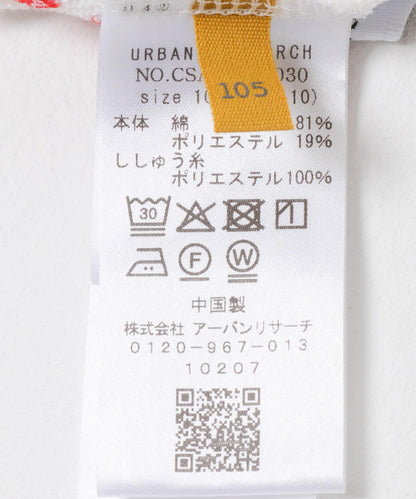 URBAN RCH
NO.CS 030
size 10 10)
105
本体 綿 81%
ポリエステル 19%
ししゅう糸
ポリエステル100%
30
F W
中国製
株式会社 アーバンリサーチ
0120-967-013
10207